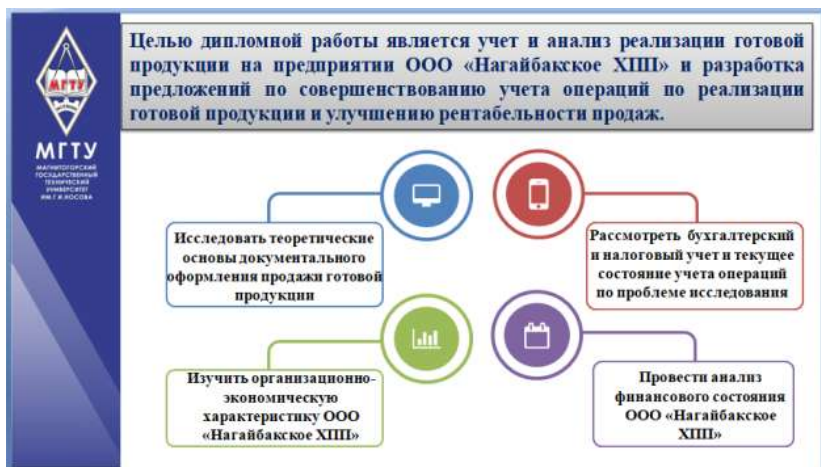 Целью дипломной работы является учет и анализ реализации готовой
продукции на предприятии ООО «Нагайбакское ХПП» и разработка
предложений по совершенствованию учета операций по реализации
готовой продукции и улучшению рентабельности продаж.
МГТУ
МГТУ
МАГНИТОГОРСКИЙ
ГОСУДАРСТВЕННЫЙ
ТЕХНИЧЕСКИЙ
УНИВЕРСИТЕТ
ИМ.Г.И.НОСОВА
Исследовать теоретические
основы документального
оформления продажи готовой
продукции
Рассмотреть бухгалтерский
и налоговый учет и текущее
состояние учета операций
по проблеме исследования
Изучить организационно-
экономическую
характеристику ООО
«Нагайбакское ХПП»
Провести анализ
финансового состояния
ООО «Нагайбакское
ХПП»